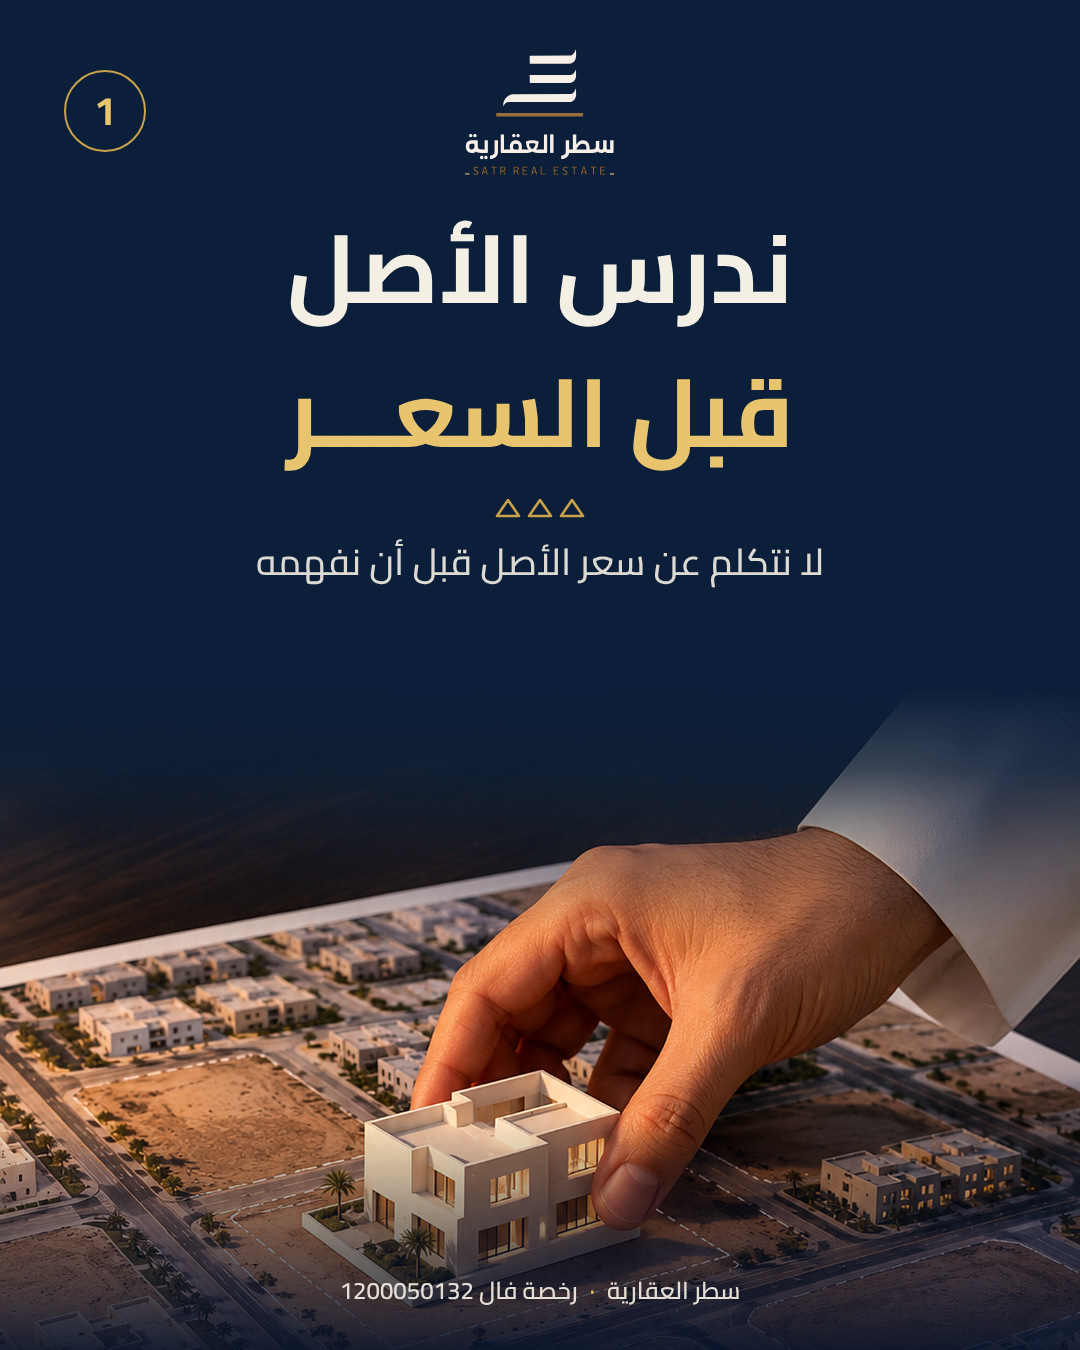 1
سطر العقارية
SATR REAL ESTATE
ندرس الأصل
قبل السعـــر
لا نتكلم عن سعر الأصل قبل أن نفهمه
سطر العقارية · رخصة فال 1200050132